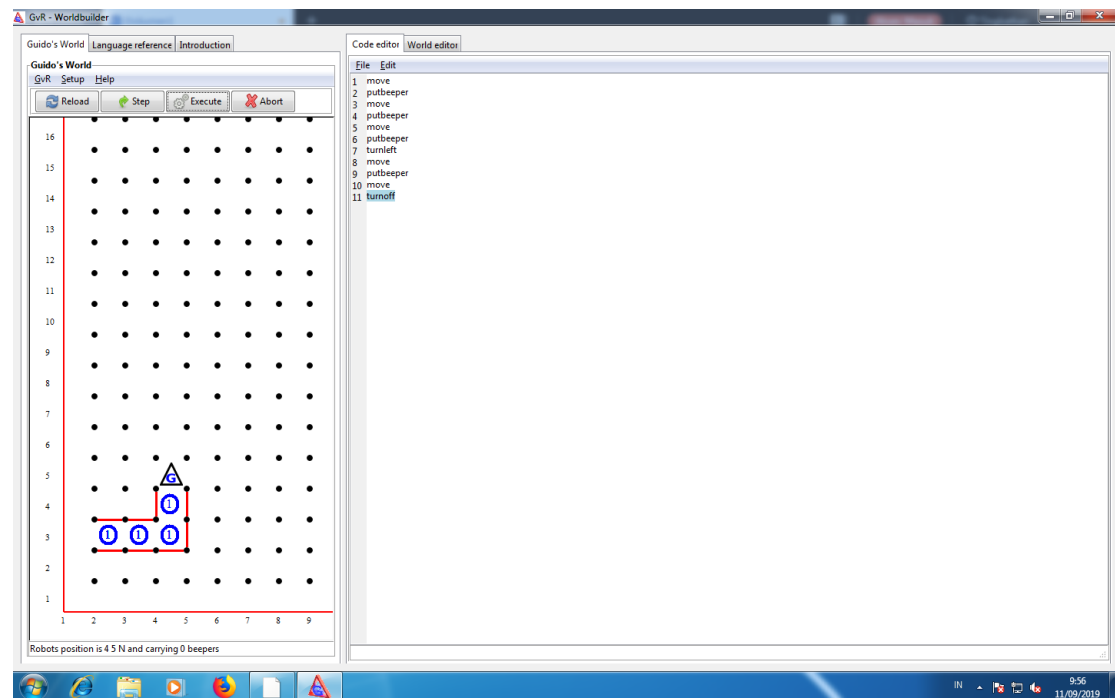 GvR - Worldbuilder
Guido's World Language reference Introduction
Guido's World
GvR Setup Help
Reload Step Execute Abort
16
15
14
13
12
11
10
9
8
7
6
5
G
4
1
3
1 1 1
2
1
1 2 3 4 5 6 7 8 9
Robots position is 4 5 N and carrying 0 beepers
Code editor World editor
File Edit
1 move
2 putbeeper
3 move
4 putbeeper
5 move
6 putbeeper
7 turnleft
8 move
9 putbeeper
10 move
11 turnoff
IN
9:56
11/09/2019